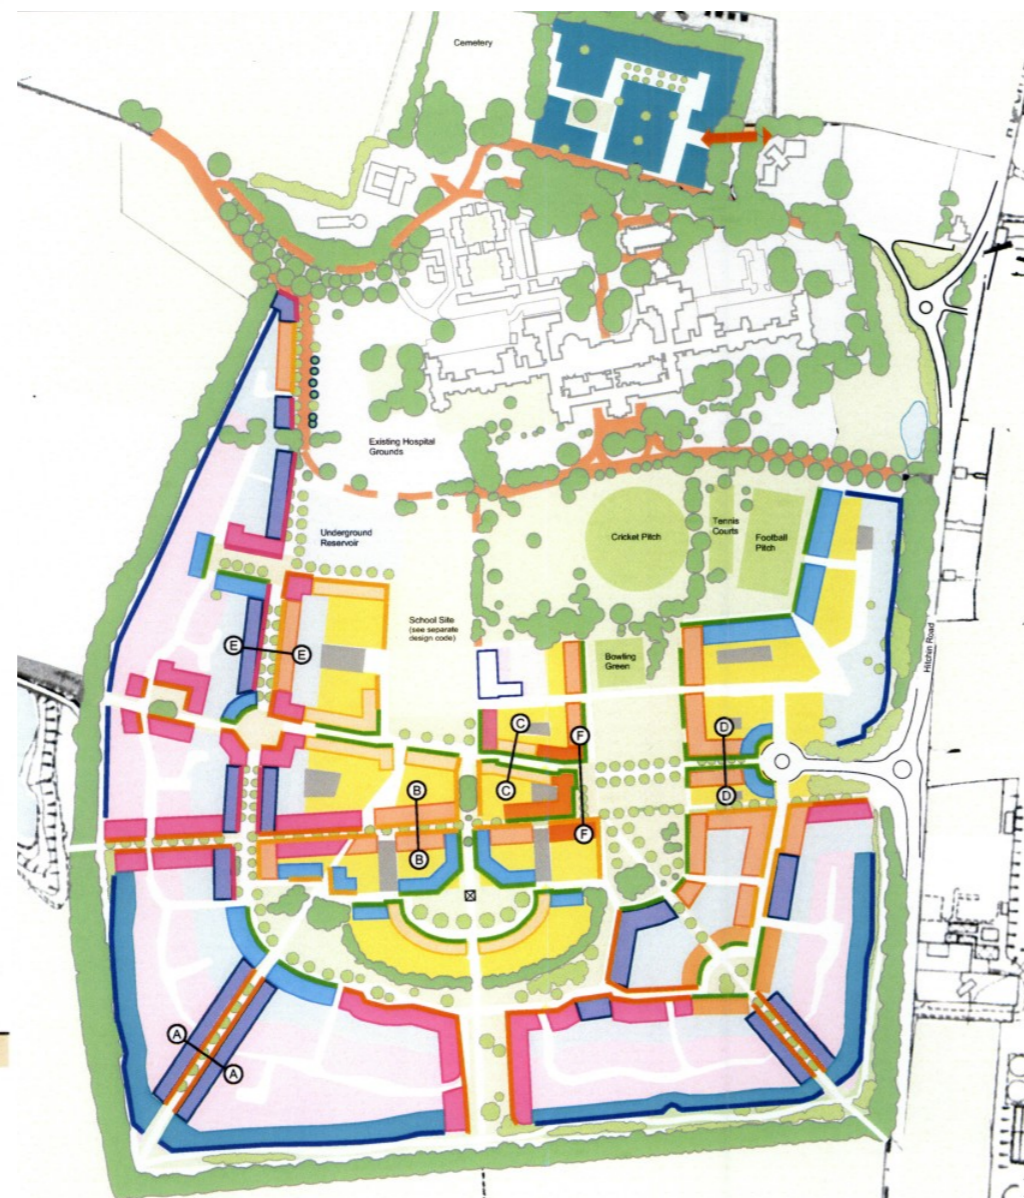 Cemetery
Existing Hospital
Grounds
Underground
Reservoir
Cricket Pitch
Tennis
Courts
Football
Pitch
School Site
(see separate
design code)
Bowling
Green
Hitchin Road
E
E
C
C
F
F
D
D
B
B
A
A